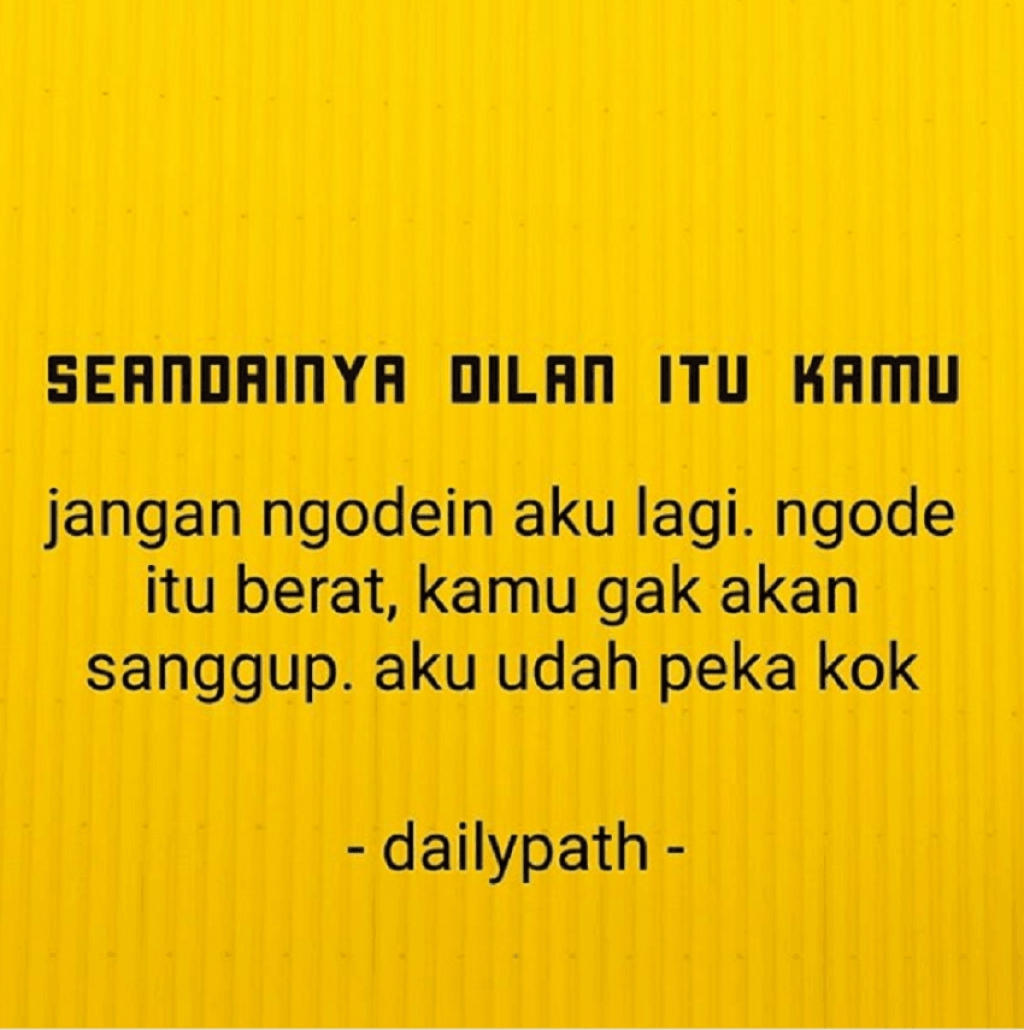 SEANDAINYA DILAN ITU KAMU
jangan ngodein aku lagi. ngode
itu berat, kamu gak akan
sanggup. aku udah peka kok
- dailypath -